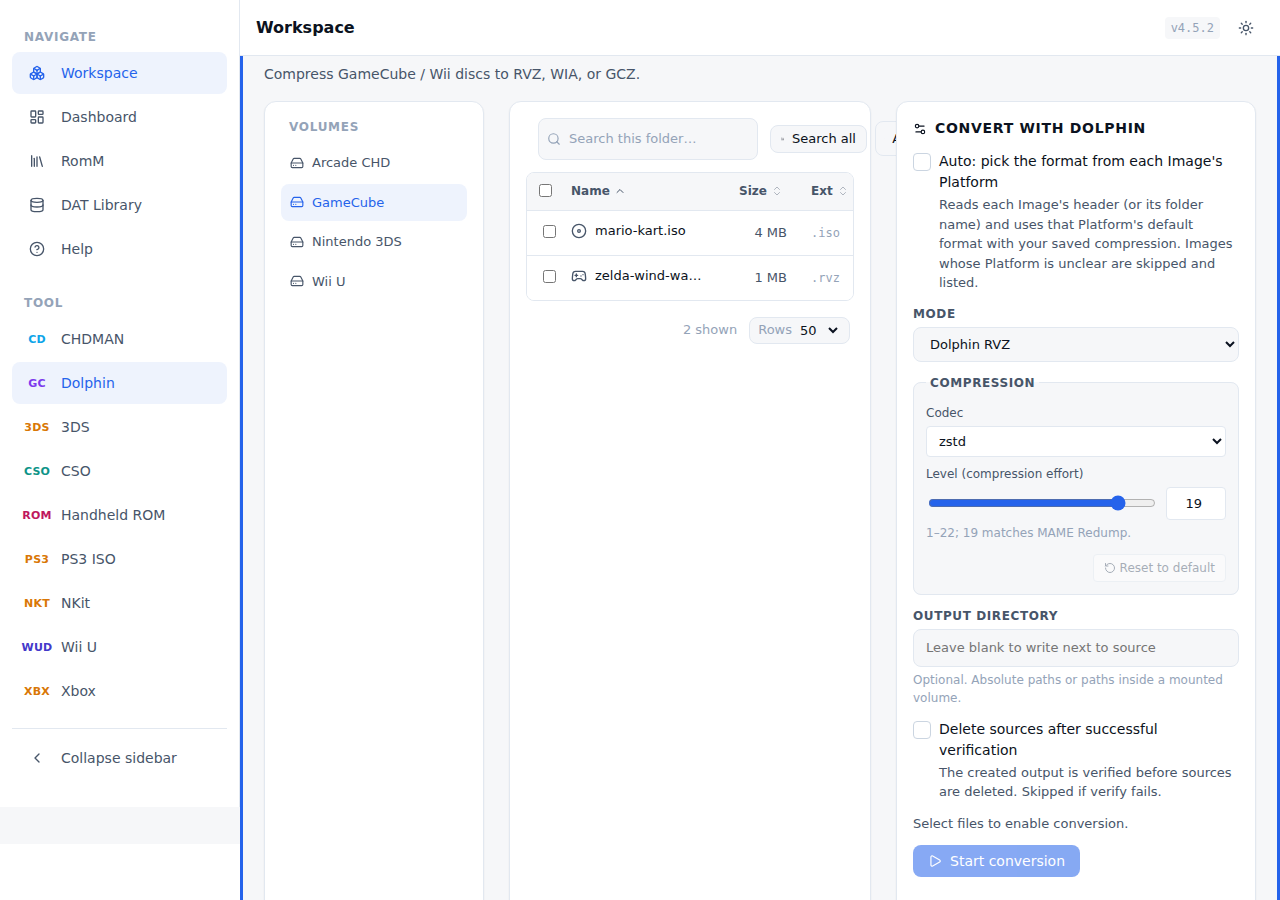 NAVIGATE
Workspace
Dashboard
RomM
DAT Library
Help
TOOL
CD CHDMAN
GC Dolphin
3DS 3DS
CSO CSO
ROM Handheld ROM
PS3 PS3 ISO
NKT NKit
WUD Wii U
XBX Xbox
Collapse sidebar
Workspace
v4.5.2
Compress GameCube / Wii discs to RVZ, WIA, or GCZ.
VOLUMES
Arcade CHD
GameCube
Nintendo 3DS
Wii U
Search this folder…
Search all
Name Size Ext
mario-kart.iso 4 MB .iso
zelda-wind-wa… 1 MB .rvz
2 shown Rows 50
CONVERT WITH DOLPHIN
Auto: pick the format from each Image's
Platform
Reads each Image's header (or its folder
name) and uses that Platform's default
format with your saved compression. Images
whose Platform is unclear are skipped and
listed.
MODE
Dolphin RVZ
COMPRESSION
Codec
zstd
Level (compression effort)
19
1–22; 19 matches MAME Redump.
Reset to default
OUTPUT DIRECTORY
Leave blank to write next to source
Optional. Absolute paths or paths inside a mounted
volume.
Delete sources after successful
verification
The created output is verified before sources
are deleted. Skipped if verify fails.
Select files to enable conversion.
Start conversion